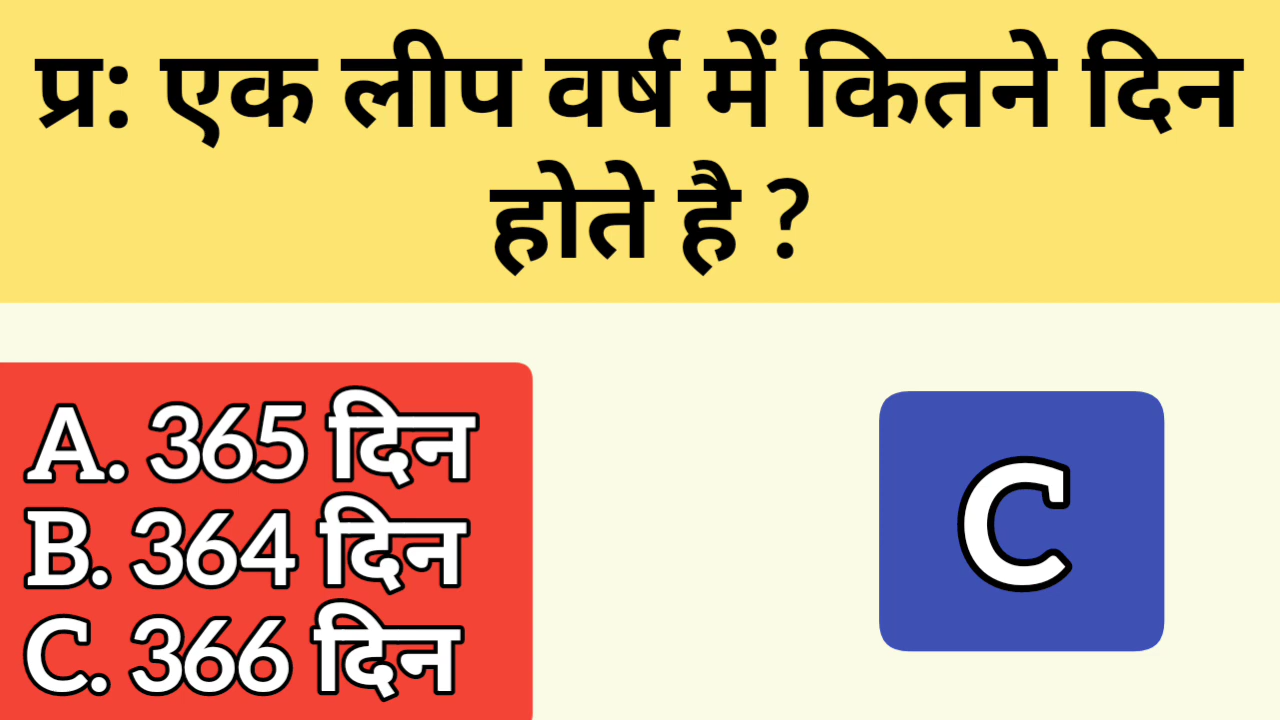 प्र: एक लीप वर्ष में कितने दिन
होते है ?
A. 365 दिन
B. 364 दिन
C. 366 दिन
C